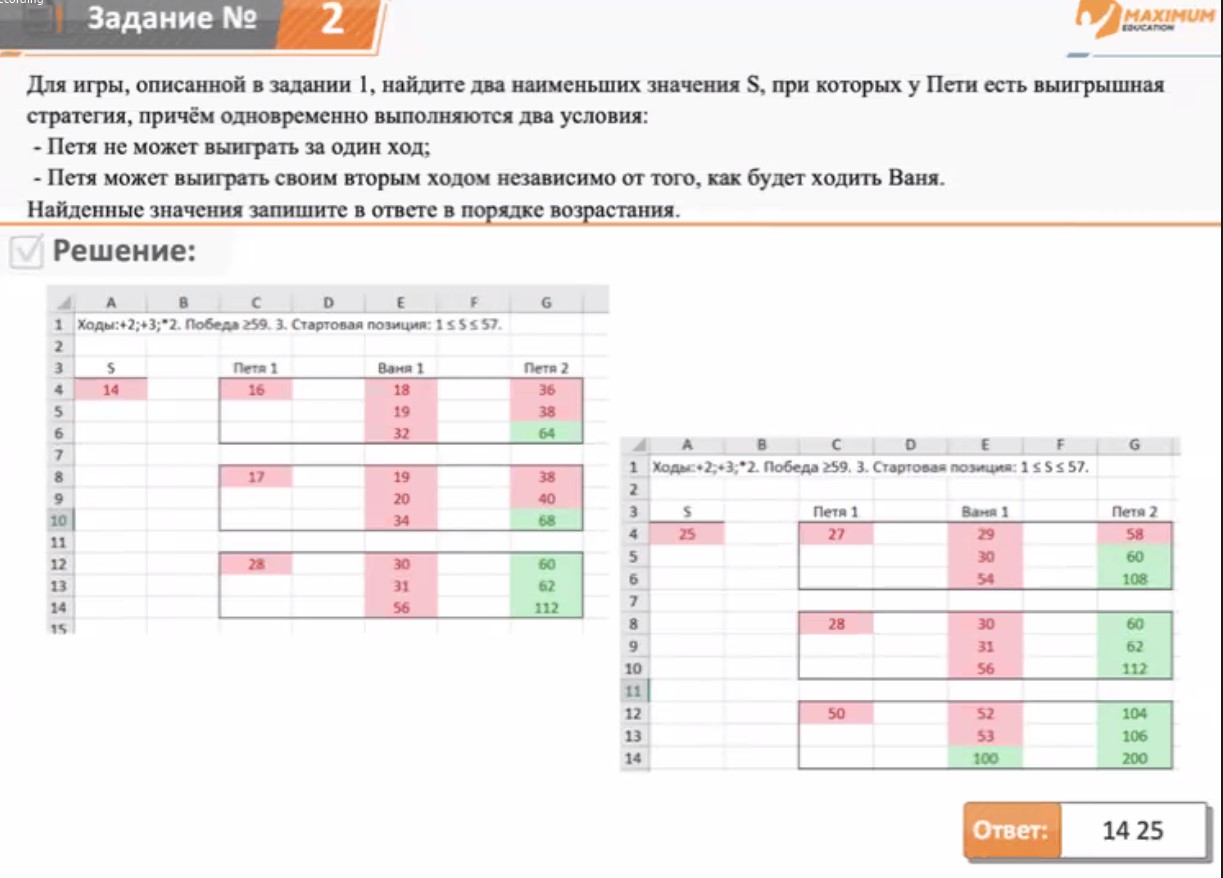 Задание № 2
MAXIMUM
EDUCATION
Для игры, описанной в задании 1, найдите два наименьших значения S, при которых у Пети есть выигрышная
стратегия, причём одновременно выполняются два условия:
- Петя не может выиграть за один ход;
- Петя может выиграть своим вторым ходом независимо от того, как будет ходить Ваня.
Найденные значения запишите в ответе в порядке возрастания.
Решение:
A B C D E F G
1 Ходы:+2;+3;*2. Победа ≥59. 3. Стартовая позиция: 1 ≤ S ≤ 57.
2
3 S Петя 1 Ваня 1 Петя 2
4 14 16 18 36
5 19 38
6 32 64
7
8 17 19 38
9 20 40
10 34 68
11
12 28 30 60
13 31 62
14 56 112
15
A B C D E F G
1 Ходы:+2;+3;*2. Победа ≥59. 3. Стартовая позиция: 1 ≤ S ≤ 57.
2
3 S Петя 1 Ваня 1 Петя 2
4 25 27 29 58
5 30 60
6 54 108
7
8 28 30 60
9 31 62
10 56 112
11
12 50 52 104
13 53 106
14 100 200
Ответ: 14 25